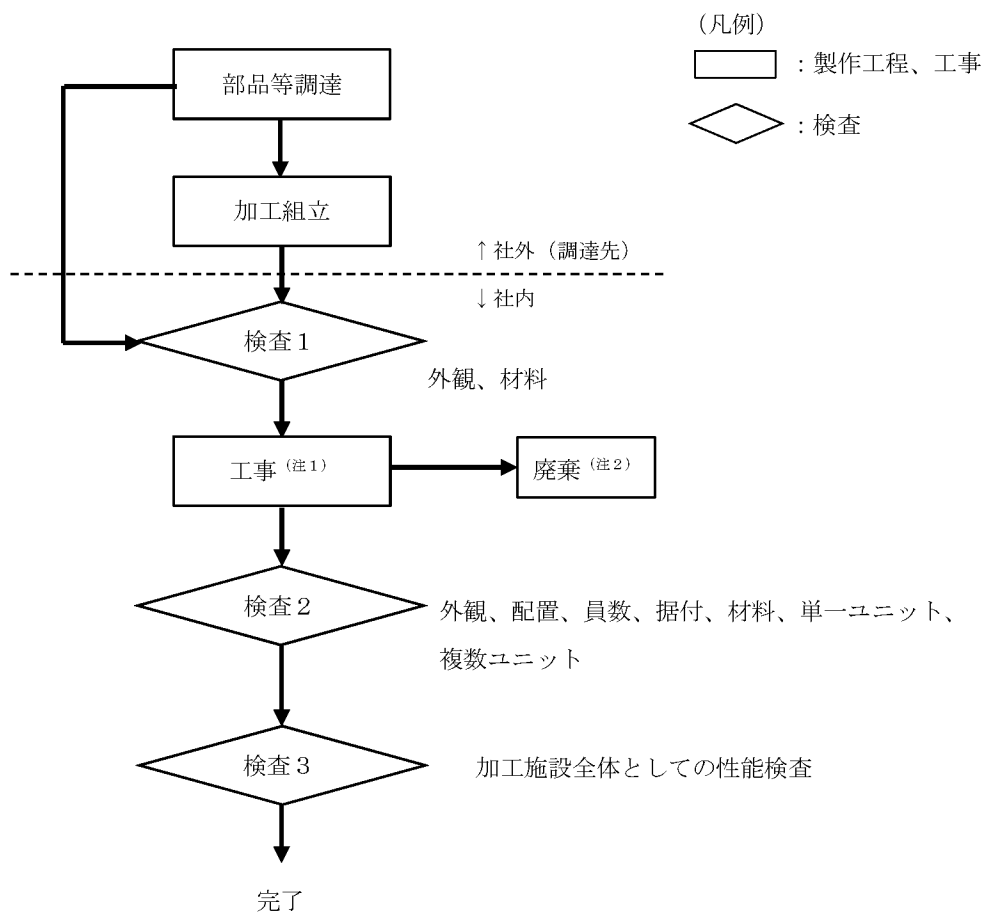 (凡例)
：製作工程、工事
：検査
部品等調達
加工組立
↑社外（調達先）
↓社内
検査１
外観、材料
工事（注１）
廃棄（注２）
検査２
外観、配置、員数、据付、材料、単一ユニット、
複数ユニット
検査３
加工施設全体としての性能検査
完了